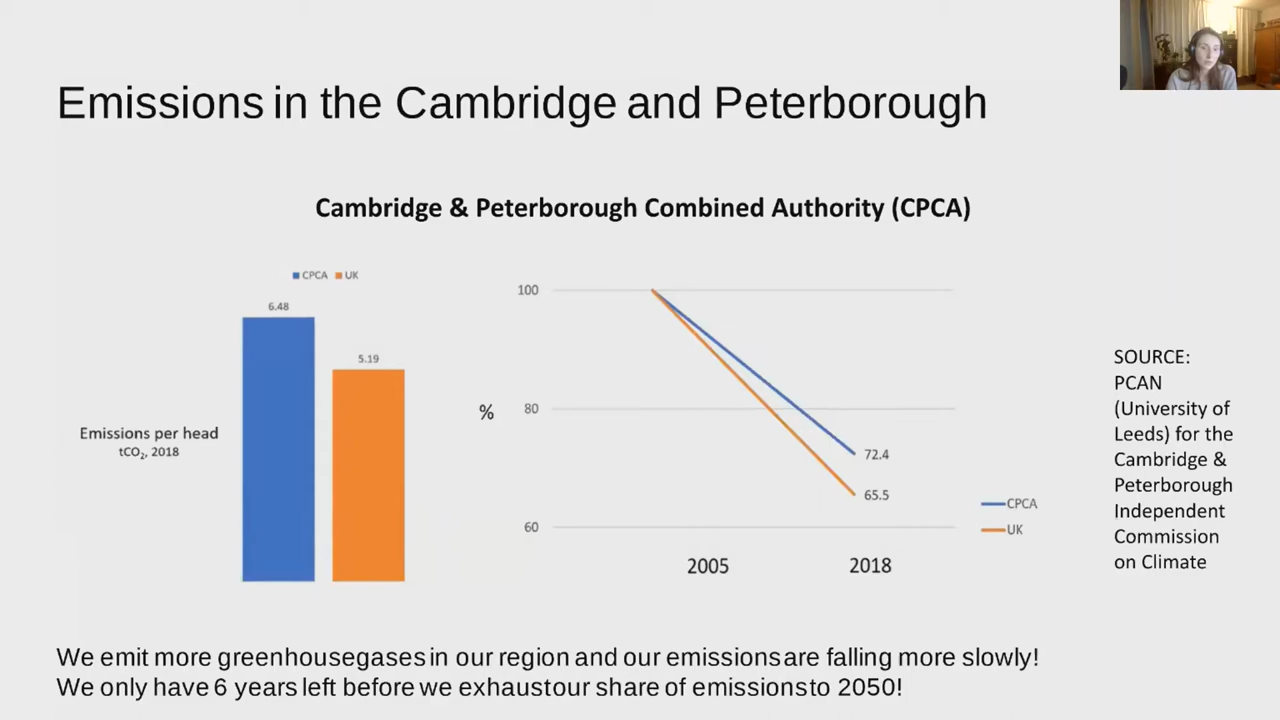 Emissions in the Cambridge and Peterborough
Cambridge & Peterborough Combined Authority (CPCA)
CPCA UK
6.48
5.19
Emissions per head
tCO₂, 2018
100
%
80
60
72.4
65.5
2005 2018
CPCA
UK
SOURCE:
PCAN
(University of
Leeds) for the
Cambridge &
Peterborough
Independent
Commission
on Climate
We emit more greenhousegases in our region and our emissions are falling more slowly!
We only have 6 years left before we exhaust our share of emissions to 2050!